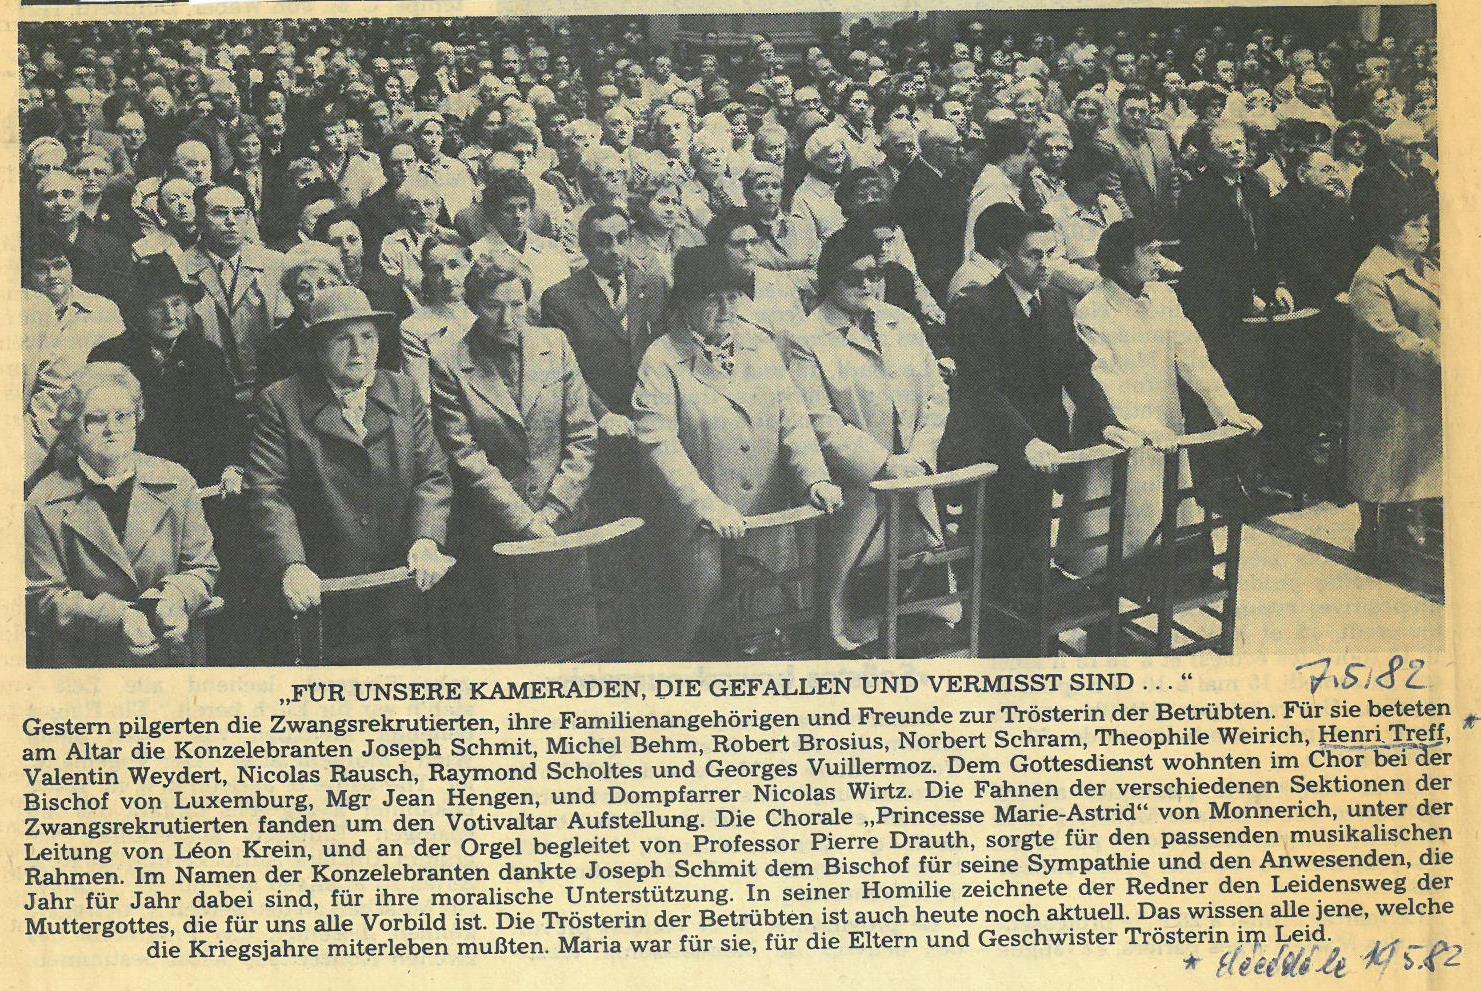 „FÜR UNSERE KAMERADEN, DIE GEFALLEN UND VERMISST SIND ...“
7.5.82
Gestern pilgerten die Zwangsrekrutierten, ihre Familienangehörigen und Freunde zur Trösterin der Betrübten. Für sie beteten
am Altar die Konzelebranten Joseph Schmit, Michel Behm, Robert Brosius, Norbert Schram, Theophile Weirich, Henri Treff, *
Valentin Weydert, Nicolas Rausch, Raymond Scholtes und Georges Vuillermoz. Dem Gottesdienst wohnten im Chor bei der
Bischof von Luxemburg, Mgr Jean Hengen, und Dompfarrer Nicolas Wirtz. Die Fahnen der verschiedenen Sektionen der
Zwangsrekrutierten fanden um den Votivaltar Aufstellung. Die Chorale „Princesse Marie-Astrid“ von Monnerich, unter der
Leitung von Léon Krein, und an der Orgel begleitet von Professor Pierre Drauth, sorgte für den passenden musikalischen
Rahmen. Im Namen der Konzelebranten dankte Joseph Schmit dem Bischof für seine Sympathie und den Anwesenden, die
Jahr für Jahr dabei sind, für ihre moralische Unterstützung. In seiner Homilie zeichnete der Redner den Leidensweg der
Muttergottes, die für uns alle Vorbild ist. Die Trösterin der Betrübten ist auch heute noch aktuell. Das wissen alle jene, welche
die Kriegsjahre miterleben mußten. Maria war für sie, für die Eltern und Geschwister Trösterin im Leid.
* décédé le 5.82